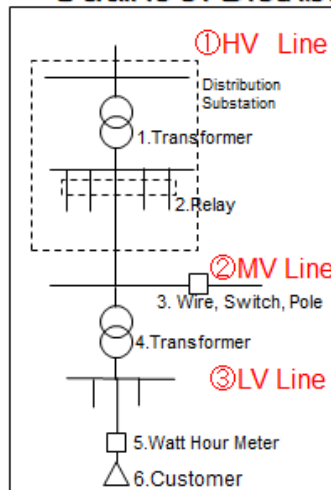 ①HV Line
Distribution
Substation
1.Transformer
2.Relay
②MV Line
3. Wire, Switch, Pole
4.Transformer
③LV Line
5.Watt Hour Meter
6.Customer